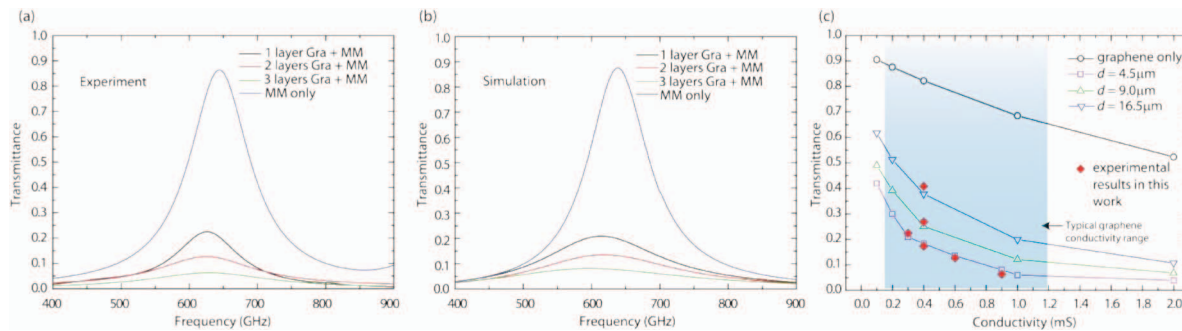 (a)
1.0
0.9
0.8
0.7
0.6
0.5
0.4
0.3
0.2
0.1
0.0
Transmittance
Experiment
1 layer Gra + MM
2 layers Gra + MM
3 layers Gra + MM
MM only
400 500 600 700 800 900
Frequency (GHz)
(b)
1.0
0.9
0.8
0.7
0.6
0.5
0.4
0.3
0.2
0.1
0.0
Transmittance
Simulation
1 layer Gra + MM
2 layers Gra + MM
3 layers Gra + MM
MM only
400 500 600 700 800 900
Frequency (GHz)
(c)
1.0
0.9
0.8
0.7
0.6
0.5
0.4
0.3
0.2
0.1
0.0
Transmittance
graphene only
d = 4.5μm
d = 9.0μm
d = 16.5μm
experimental
results in this
work
Typical graphene
conductivity range
0.0 0.2 0.4 0.6 0.8 1.0 1.2 1.4 1.6 1.8 2.0
Conductivity (mS)